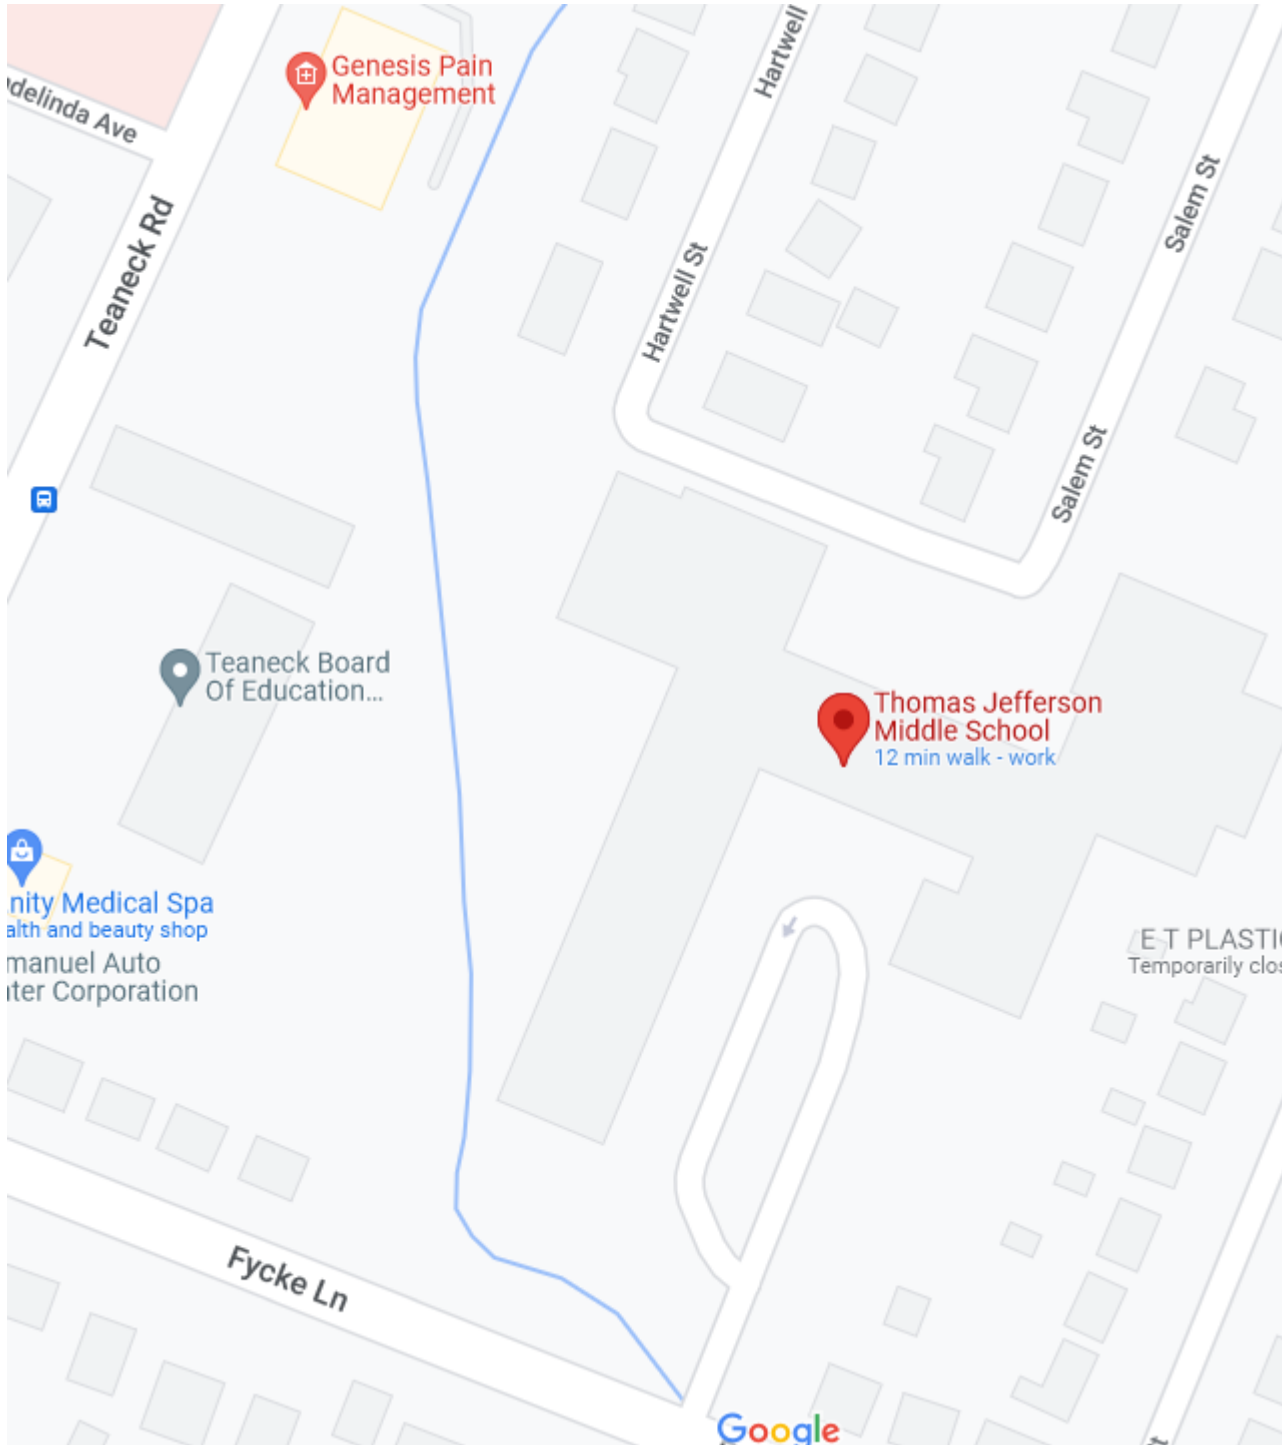 Genesis Pain
Management
Hartwell
delinda Ave
Salem St
Teaneck Rd
Hartwell St
Salem St
Teaneck Board
Of Education...
Thomas Jefferson
Middle School
12 min walk - work
nity Medical Spa
alth and beauty shop
manuel Auto
nter Corporation
E T PLASTIC
Temporarily clos
Fycke Ln
Google